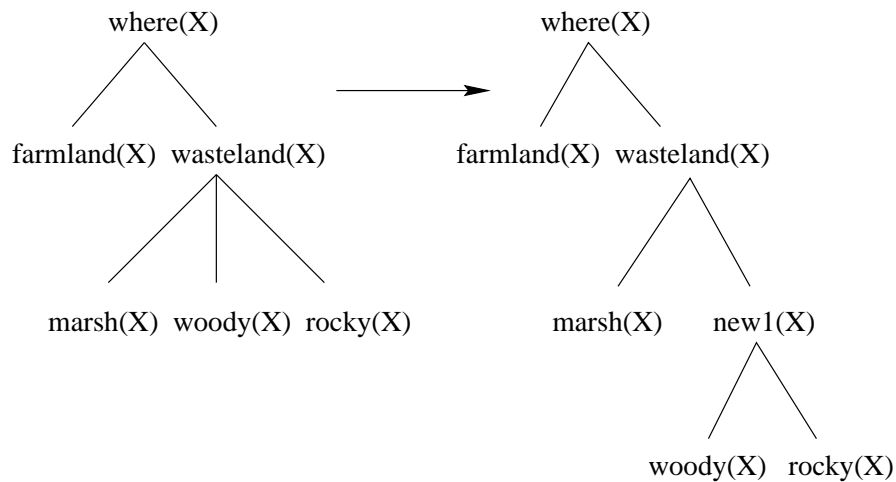 where(X) where(X)
farmland(X) wasteland(X) farmland(X) wasteland(X)
marsh(X) woody(X) rocky(X) marsh(X) new1(X)
woody(X) rocky(X)